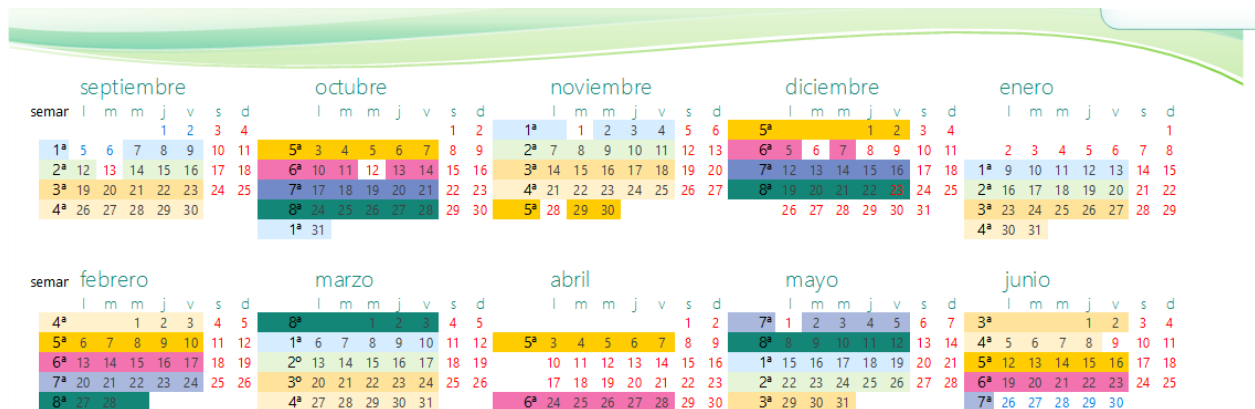 septiembre octubre noviembre diciembre enero
semar l m m j v s d l m m j v s d l m m j v s d l m m j v s d l m m j v s d
1 2 3 4 1 2 1ª 1 2 3 4 5 6 5ª 1 2 3 4 1
1ª 5 6 7 8 9 10 11 5ª 3 4 5 6 7 8 9 2ª 7 8 9 10 11 12 13 6ª 5 6 7 8 9 10 11 2 3 4 5 6 7 8
2ª 12 13 14 15 16 17 18 6ª 10 11 12 13 14 15 16 3ª 14 15 16 17 18 19 20 7ª 12 13 14 15 16 17 18 1ª 9 10 11 12 13 14 15
3ª 19 20 21 22 23 24 25 7ª 17 18 19 20 21 22 23 4ª 21 22 23 24 25 26 27 8ª 19 20 21 22 23 24 25 2ª 16 17 18 19 20 21 22
4ª 26 27 28 29 30 8ª 24 25 26 27 28 29 30 5ª 28 29 30 26 27 28 29 30 31 3ª 23 24 25 26 27 28 29
1ª 31 4ª 30 31
semar febrero marzo abril mayo junio
l m m j v s d l m m j v s d l m m j v s d l m m j v s d l m m j v s d
4ª 1 2 3 4 5 8ª 1 2 3 4 5 1 2 7ª 1 2 3 4 5 6 7 3ª 1 2 3 4
5ª 6 7 8 9 10 11 12 1ª 6 7 8 9 10 11 12 5ª 3 4 5 6 7 8 9 8ª 8 9 10 11 12 13 14 4ª 5 6 7 8 9 10 11
6ª 13 14 15 16 17 18 19 2º 13 14 15 16 17 18 19 10 11 12 13 14 15 16 1ª 15 16 17 18 19 20 21 5ª 12 13 14 15 16 17 18
7ª 20 21 22 23 24 25 26 3º 20 21 22 23 24 25 26 17 18 19 20 21 22 23 2ª 22 23 24 25 26 27 28 6ª 19 20 21 22 23 24 25
8ª 27 28 4ª 27 28 29 30 31 6ª 24 25 26 27 28 29 30 3ª 29 30 31 7ª 26 27 28 29 30